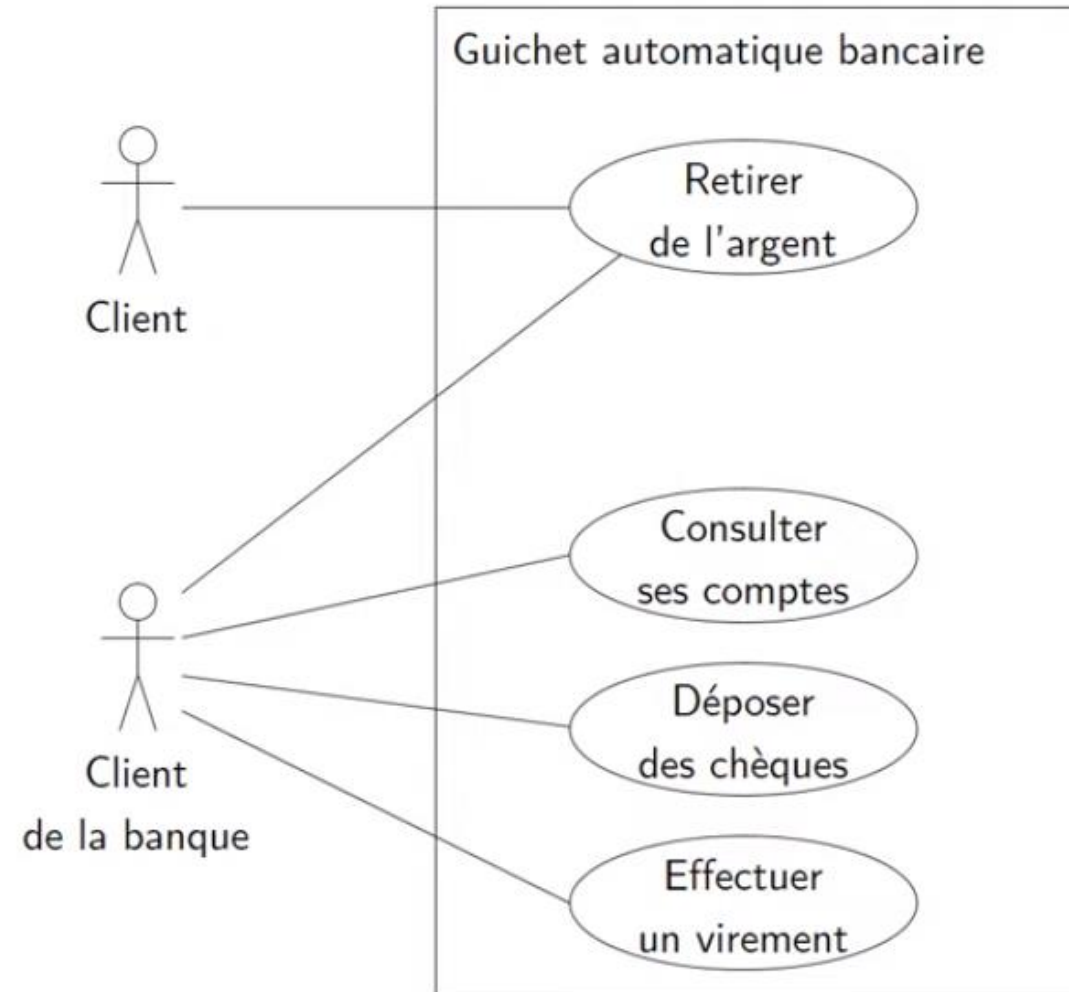 Guichet automatique bancaire
Retirer
de l'argent
Client
Consulter
ses comptes
Déposer
des chèques
Client
de la banque
Effectuer
un virement